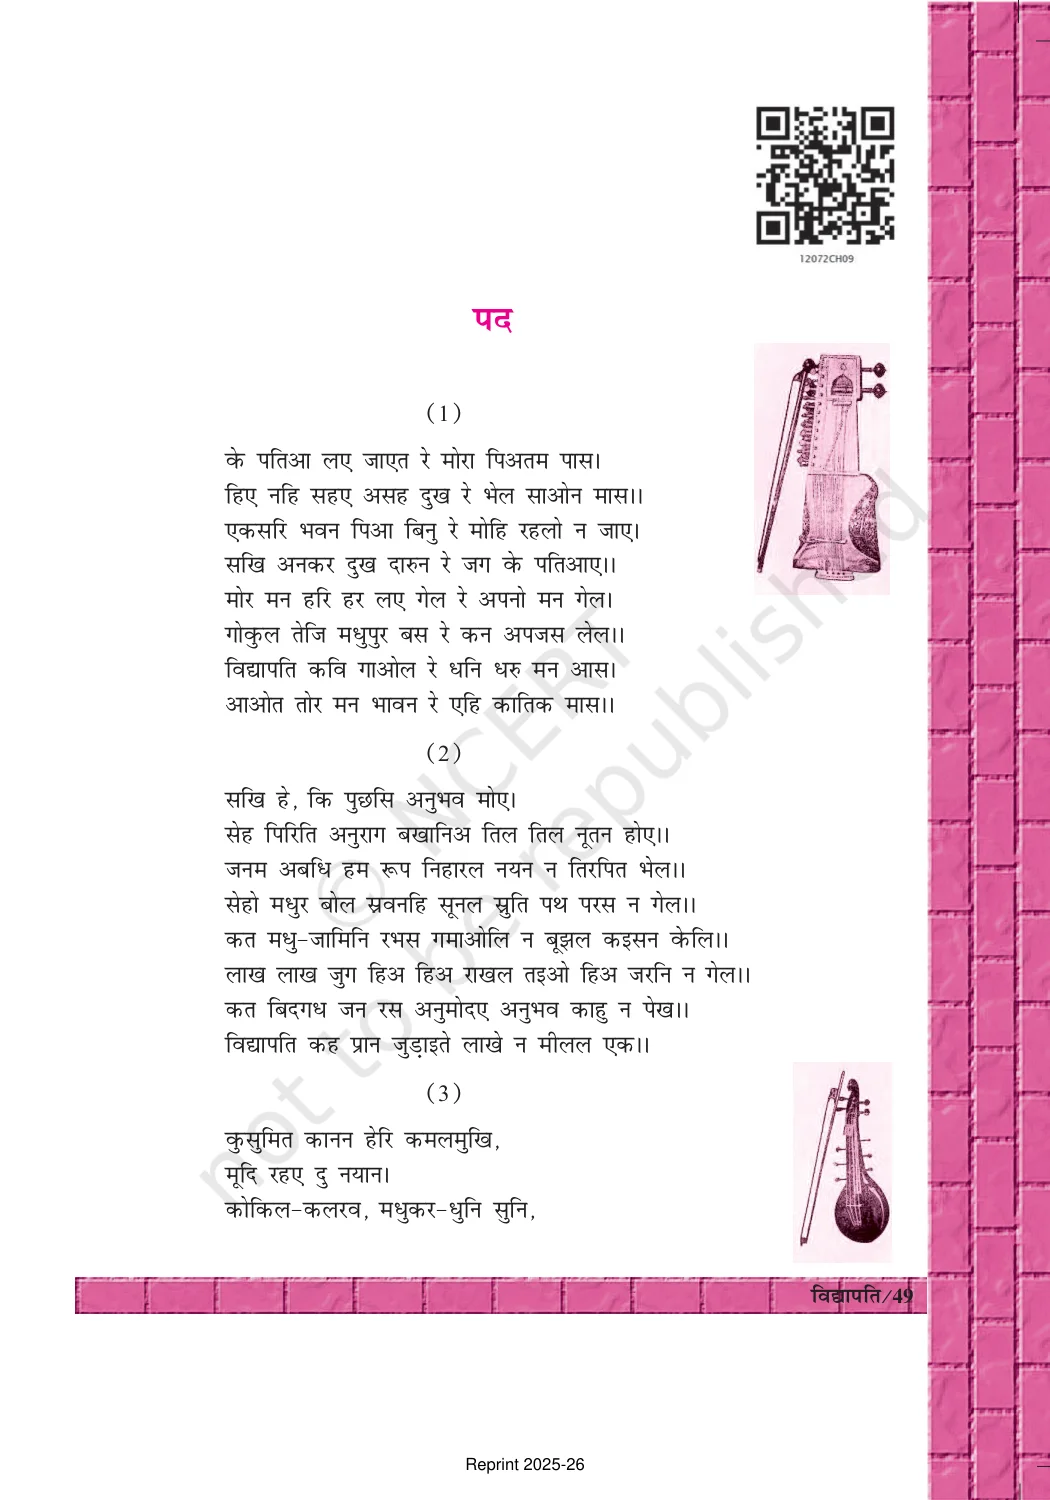 12072CH09
पद
(1)
के पतिआ लए जाएत रे मोरा पिअतम पास।
हिए नहि सहए असह दुख रे भेल साओन मास।।
एकसरि भवन पिआ बिनु रे मोहि रहलो न जाए।
सखि अनकर दुख दारुन रे जग के पतिआए।।
मोर मन हरि हर लए गेल रे अपनो मन गेल।
गोकुल तेजि मधुपुर बस रे कन अपजस लेल।।
विद्यापति कवि गाओल रे धनि धरु मन आस।
आओत तोर मन भावन रे एहि कातिक मास।।
(2)
सखि हे, कि पुछसि अनुभव मोए।
सेह पिरिति अनुराग बखानिअ तिल तिल नूतन होए।।
जनम अबधि हम रूप निहारल नयन न तिरपित भेल।।
सेहो मधुर बोल स्रवनहि सूनल स्रुति पथ परस न गेल।।
कत मधु-जामिनि रभस गमाओलि न बूझल कइसन केलि।।
लाख लाख जुग हिअ हिअ राखल तइओ हिअ जरनि न गेल।।
कत बिदगध जन रस अनुमोदए अनुभव काहु न पेख।।
विद्यापति कह प्रान जुड़ाइते लाखे न मीलल एक।।
(3)
कुसुमित कानन हेरि कमलमुखि,
मूदि रहए दु नयान।
कोकिल-कलरव, मधुकर-धुनि सुनि,
विद्यापति/49
© NCERT
not to be republished
Reprint 2025-26